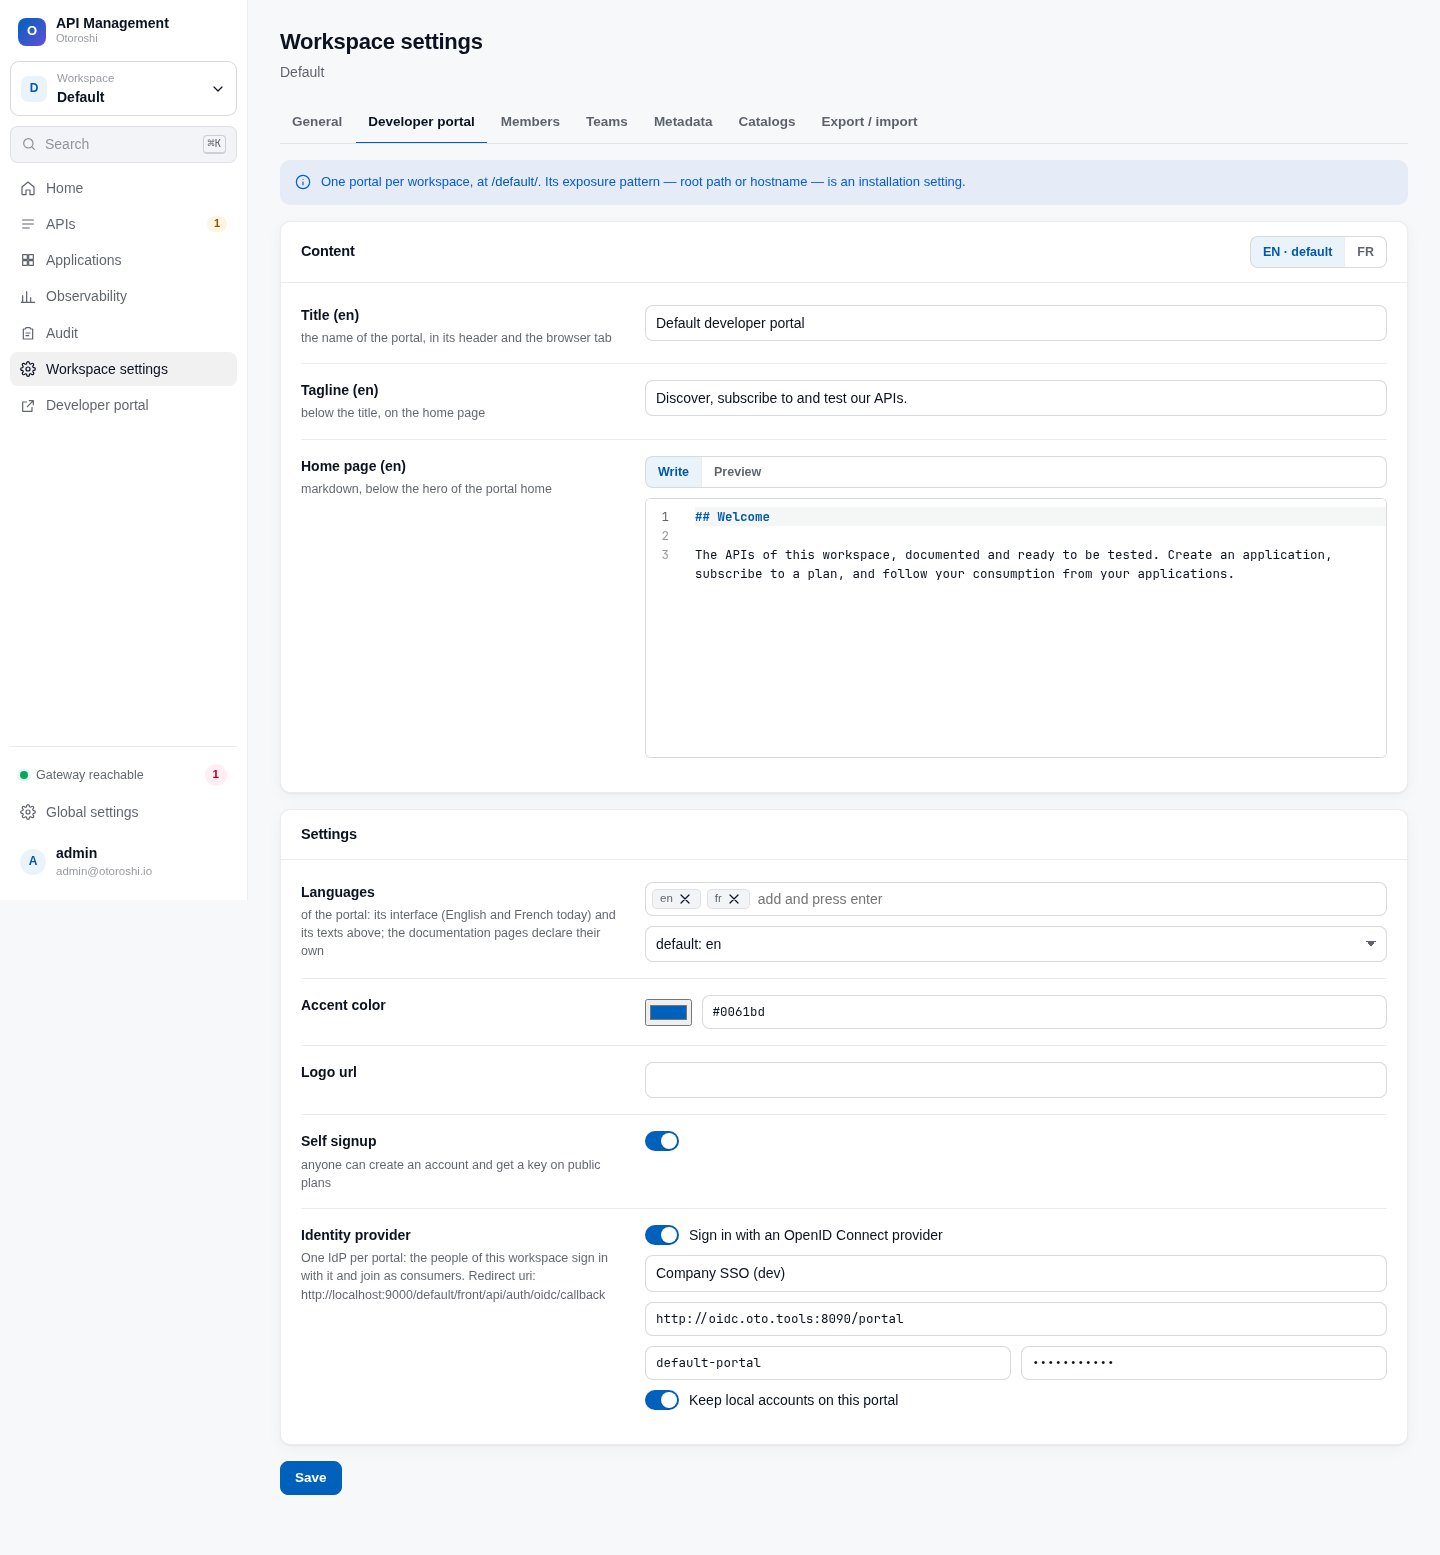 O
API Management
Otoroshi
D
Workspace
Default
Search
⌘K
Home
APIs
1
Applications
Observability
Audit
Workspace settings
Developer portal
Gateway reachable
1
Global settings
A
admin
admin@otoroshi.io
Workspace settings
Default
General
Developer portal
Members
Teams
Metadata
Catalogs
Export / import
One portal per workspace, at /default/. Its exposure pattern — root path or hostname — is an installation setting.
Content
EN · default
FR
Title (en)
the name of the portal, in its header and the browser tab
Default developer portal
Tagline (en)
below the title, on the home page
Discover, subscribe to and test our APIs.
Home page (en)
markdown, below the hero of the portal home
Write
Preview
1 ## Welcome
2
3 The APIs of this workspace, documented and ready to be tested. Create an application,
subscribe to a plan, and follow your consumption from your applications.
Settings
Languages
of the portal: its interface (English and French today) and
its texts above; the documentation pages declare their
own
en
fr
add and press enter
default: en
Accent color
#0061bd
Logo url
Self signup
anyone can create an account and get a key on public
plans
Identity provider
One IdP per portal: the people of this workspace sign in
with it and join as consumers. Redirect uri:
http://localhost:9000/default/front/api/auth/oidc/callback
Sign in with an OpenID Connect provider
Company SSO (dev)
http://oidc.oto.tools:8090/portal
default-portal
•••••••••••
Keep local accounts on this portal
Save